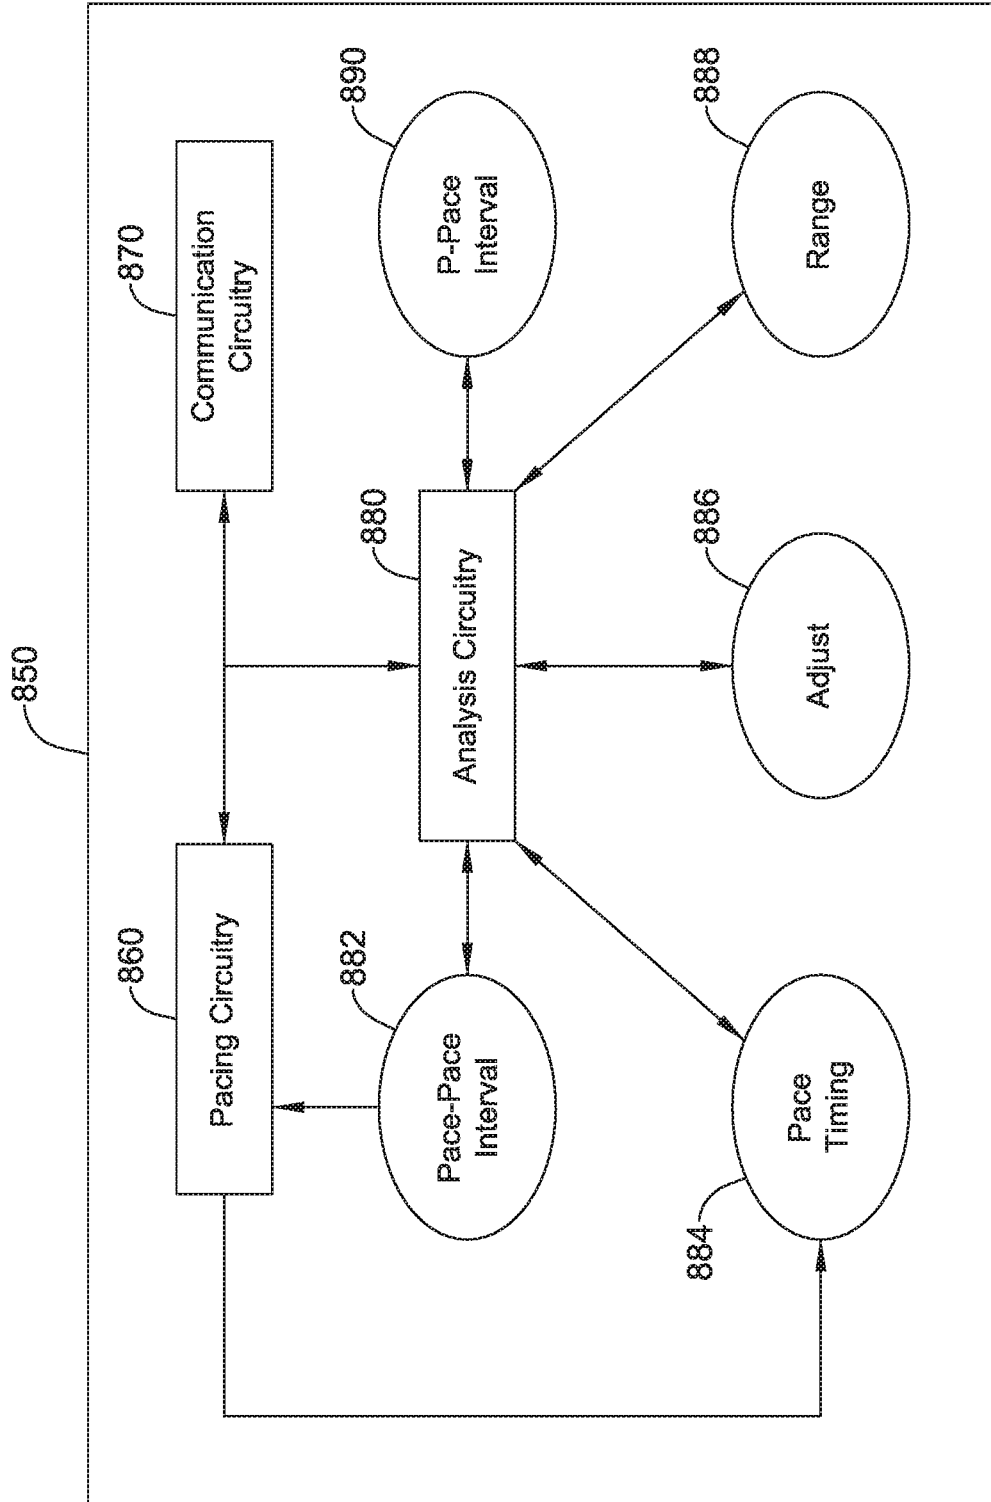 850
860
Pacing Circuitry
870
Communication
Circuitry
882
Pace-Pace
Interval
880
Analysis Circuitry
890
P-Pace
Interval
884
Pace
Timing
886
Adjust
888
Range